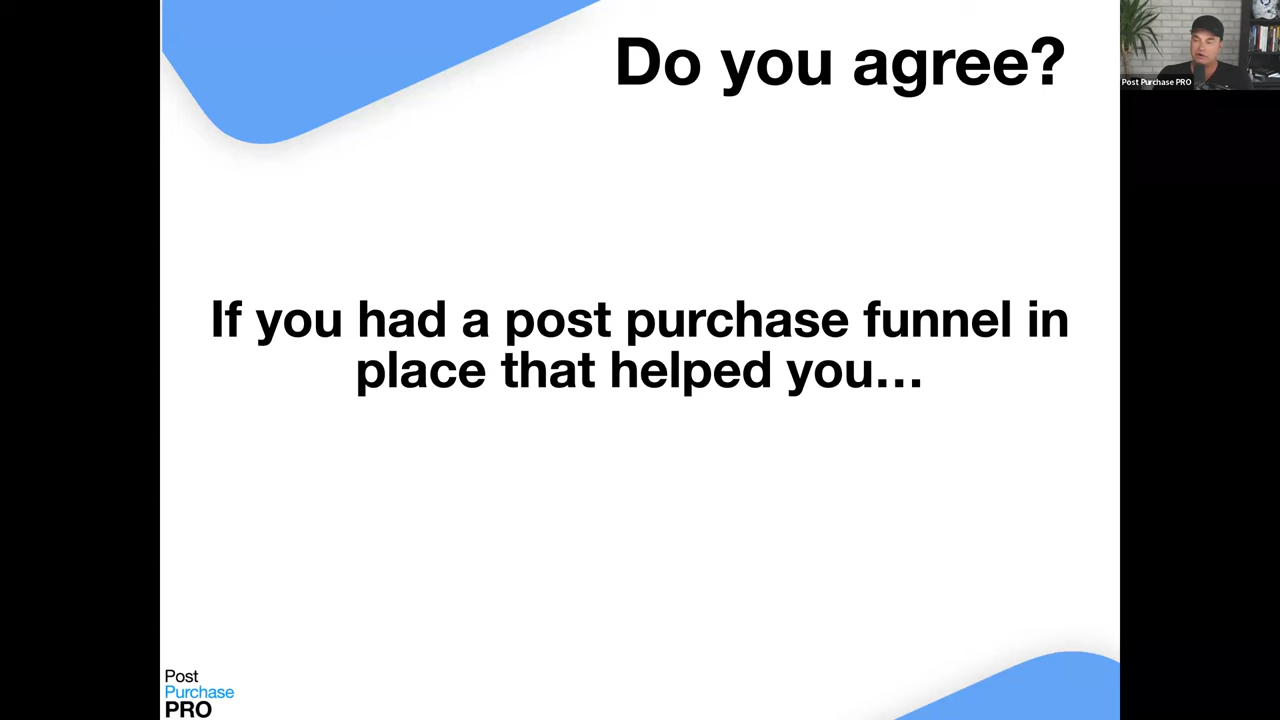 Do you agree?
Post Purchase PRO
If you had a post purchase funnel in
place that helped you…
Post
Purchase
PRO